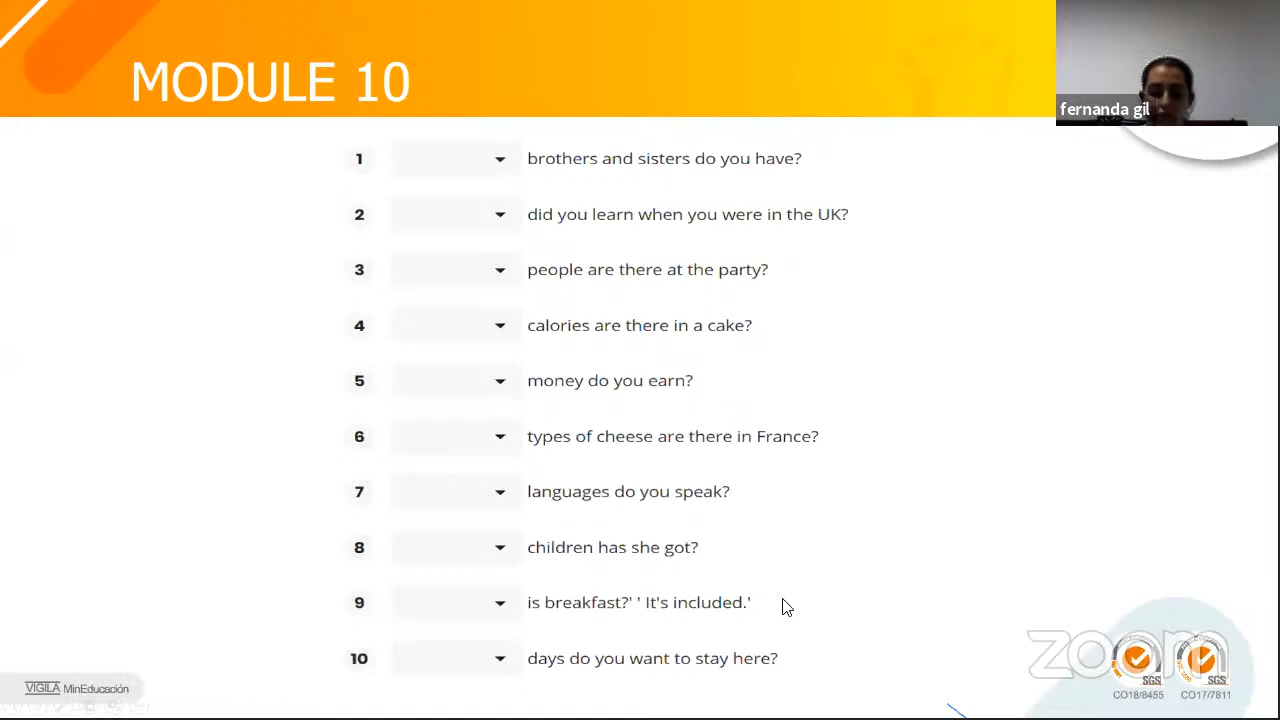 MODULE 10
fernanda gil
1 brothers and sisters do you have?
2 did you learn when you were in the UK?
3 people are there at the party?
4 calories are there in a cake?
5 money do you earn?
6 types of cheese are there in France?
7 languages do you speak?
8 children has she got?
9 is breakfast?' ' It's included.'
10 days do you want to stay here?
VIGILA MinEducación
zoom
SGS SGS
CO18/8455 CO17/7811